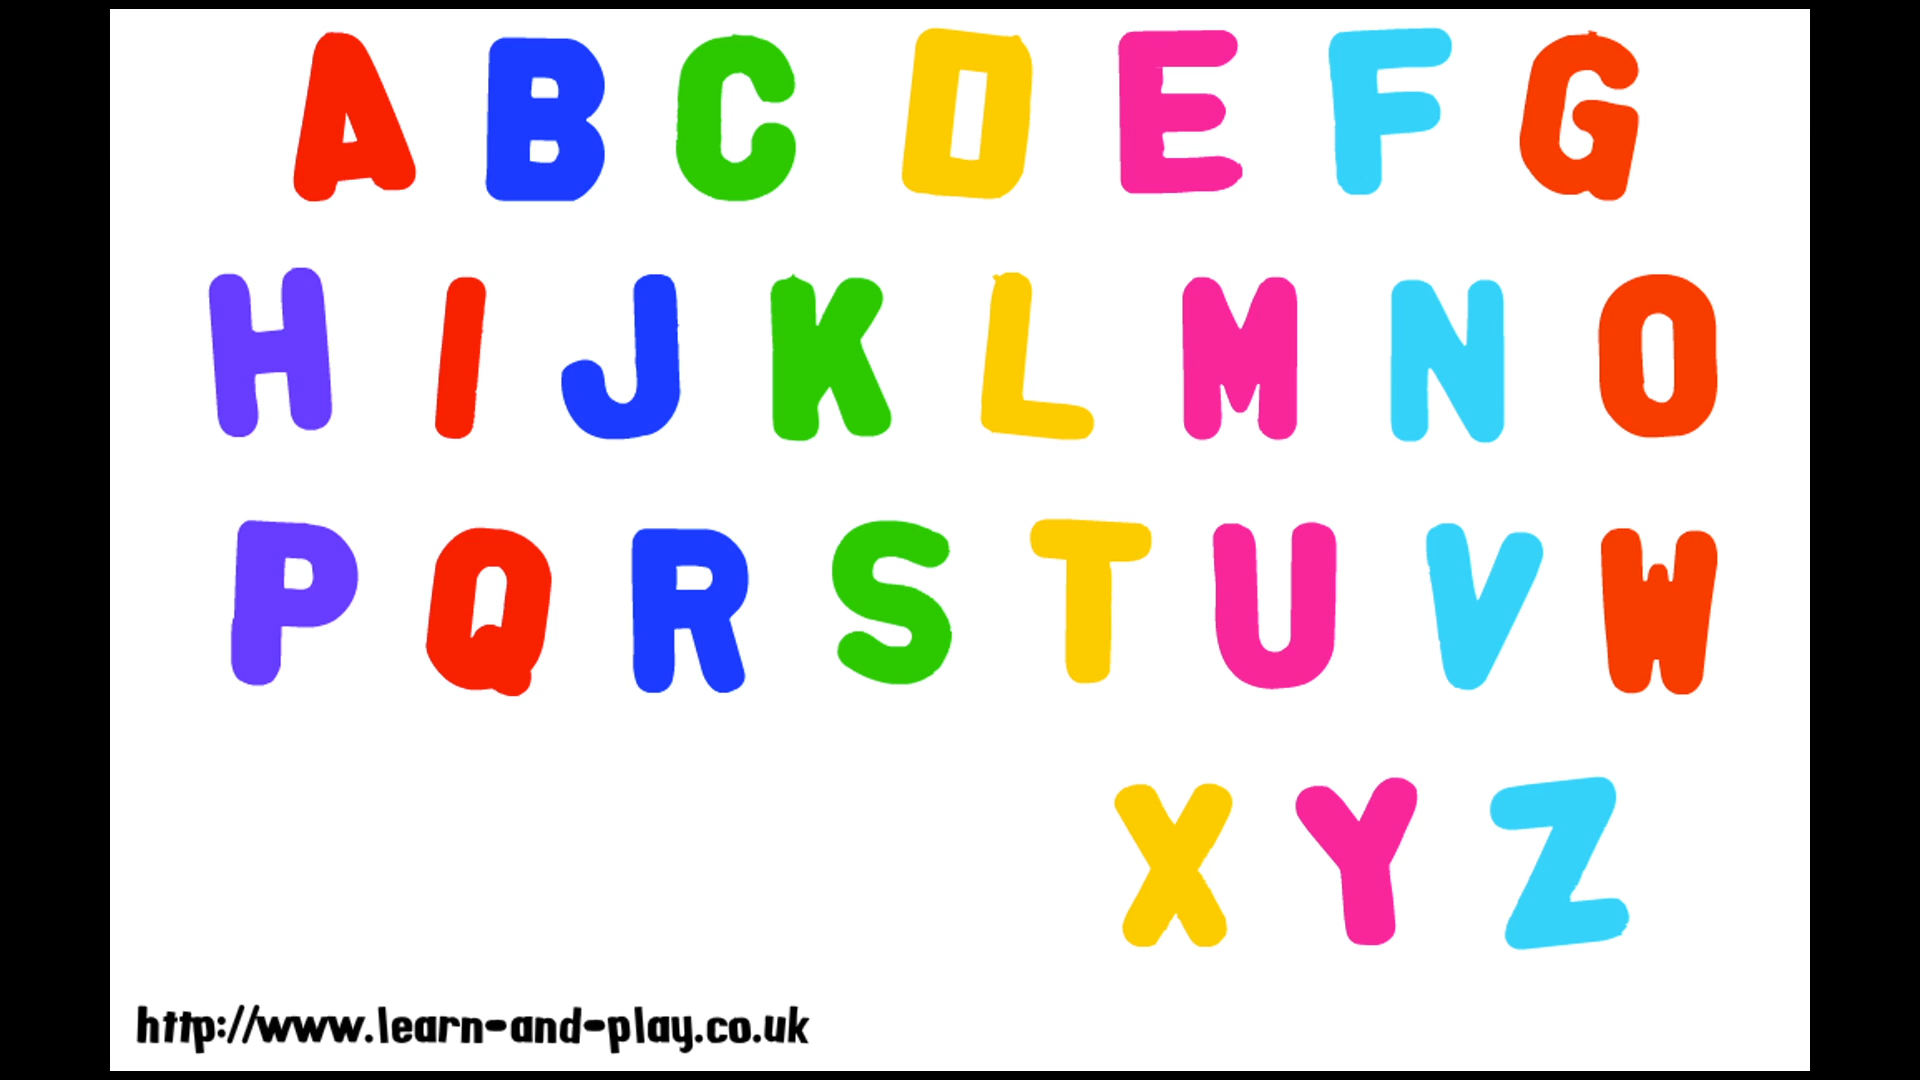 A B C D E F G
H I J K L M N O
P Q R S T U V W
X Y Z
http://www.learn-and-play.co.uk